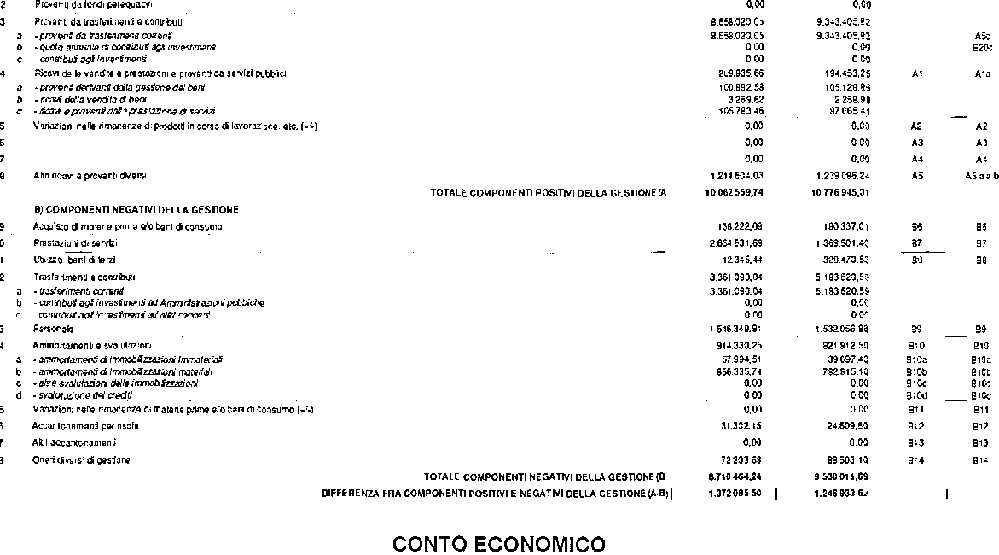 2 Proventi da fondi perequativi 0,00 0,00
3 Proventi da trasferimenti e contributi 8.658.020,05 9.343.405,82
a - proventi da trasferimenti correnti 8.658.020,05 9.343.405,82 A5c
b - quota annuale di contributi agli investimenti 0,00 0,00 E20c
c contributi agli investimenti 0 00 0 00
4 Ricavi delle vendite e prestazioni e proventi da servizi pubblici 209.935,66 194.453,25 A1 A1a
a - proventi derivanti dalla gestione dei beni 100.882,58 105.128,86
b - ricavi della vendita di beni 3 269,62 2.258,98
c - ricavi e proventi dalla prestazione di servizi 105 783,46 87 065 41
5 Variazioni nelle rimanenze di prodotti in corso di lavorazione, etc. (+/-) 0,00 0,00 A2 A2
6 0,00 0 00 A3 A3
7 0,00 0,00 A4 A4
8 Altri ricavi e proventi diversi 1 214 604,03 1.239 086,24 A5 A5 a e b
TOTALE COMPONENTI POSITIVI DELLA GESTIONE (A 10 082 559,74 10 776 945,31
B) COMPONENTI NEGATIVI DELLA GESTIONE
9 Acquisto di materie prime e/o beni di consumo 138.222,09 180.337,01 B6 B6
0 Prestazioni di servizi 2.634 531,69 1.369.501,40 B7 B7
1 Utilizzo beni di terzi 12.345,44 329.470,53 B8 B8
2 Trasferimenti e contributi 3.361 090,04 5.183 620,59
a - trasferimenti correnti 3.361.090,04 5.183 620,59
b - contributi agli investimenti ad Amministrazioni pubbliche 0,00 0,00
c contributi agli investimenti ad altri soggetti 0 00 0 00
3 Personale 1 546.349,91 1.532.056,98 B9 B9
4 Ammortamenti e svalutazioni 914.330,25 821.912,50 B10 B10
a - ammortamenti di immobilizzazioni immateriali 57.994,51 39.097,40 B10a B10a
b - ammortamenti di immobilizzazioni materiali 856.335,74 782.815,10 B10b B10b
c - altre svalutazioni delle immobilizzazioni 0,00 0,00 B10c B10c
d - svalutazione dei crediti 0 00 0.00 B10d B10d
5 Variazioni nelle rimanenze di materie prime e/o beni di consumo (+/-) 0,00 0,00 B11 B11
6 Accantonamenti per rischi 31.332,15 24.609,50 B12 B12
7 Altri accantonamenti 0,00 0,00 B13 B13
8 Oneri diversi di gestione 72 203 63 89 503 10 B14 B14
TOTALE COMPONENTI NEGATIVI DELLA GESTIONE (B 8.710 464,24 9 530 011,69
DIFFERENZA FRA COMPONENTI POSITIVI E NEGATIVI DELLA GESTIONE (A-B) 1.372 095 50 1.246 933 62
CONTO ECONOMICO